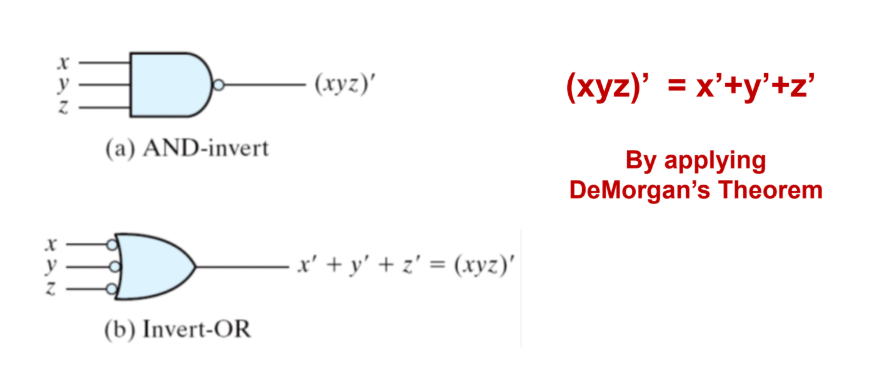 x
y
z
(xyz)′
(a) AND-invert
(xyz)’ = x’+y’+z’
By applying
DeMorgan’s Theorem
x
y
z
x′ + y′ + z′ = (xyz)′
(b) Invert-OR